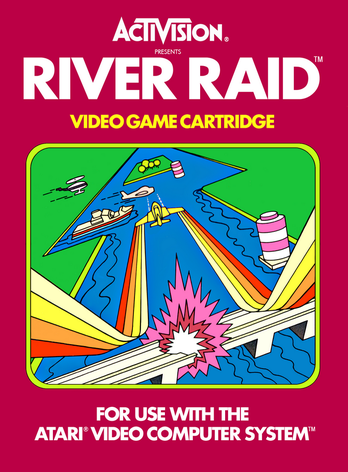 ACTIVISION®
PRESENTS
RIVER RAID™
VIDEO GAME CARTRIDGE
FOR USE WITH THE
ATARI® VIDEO COMPUTER SYSTEM™